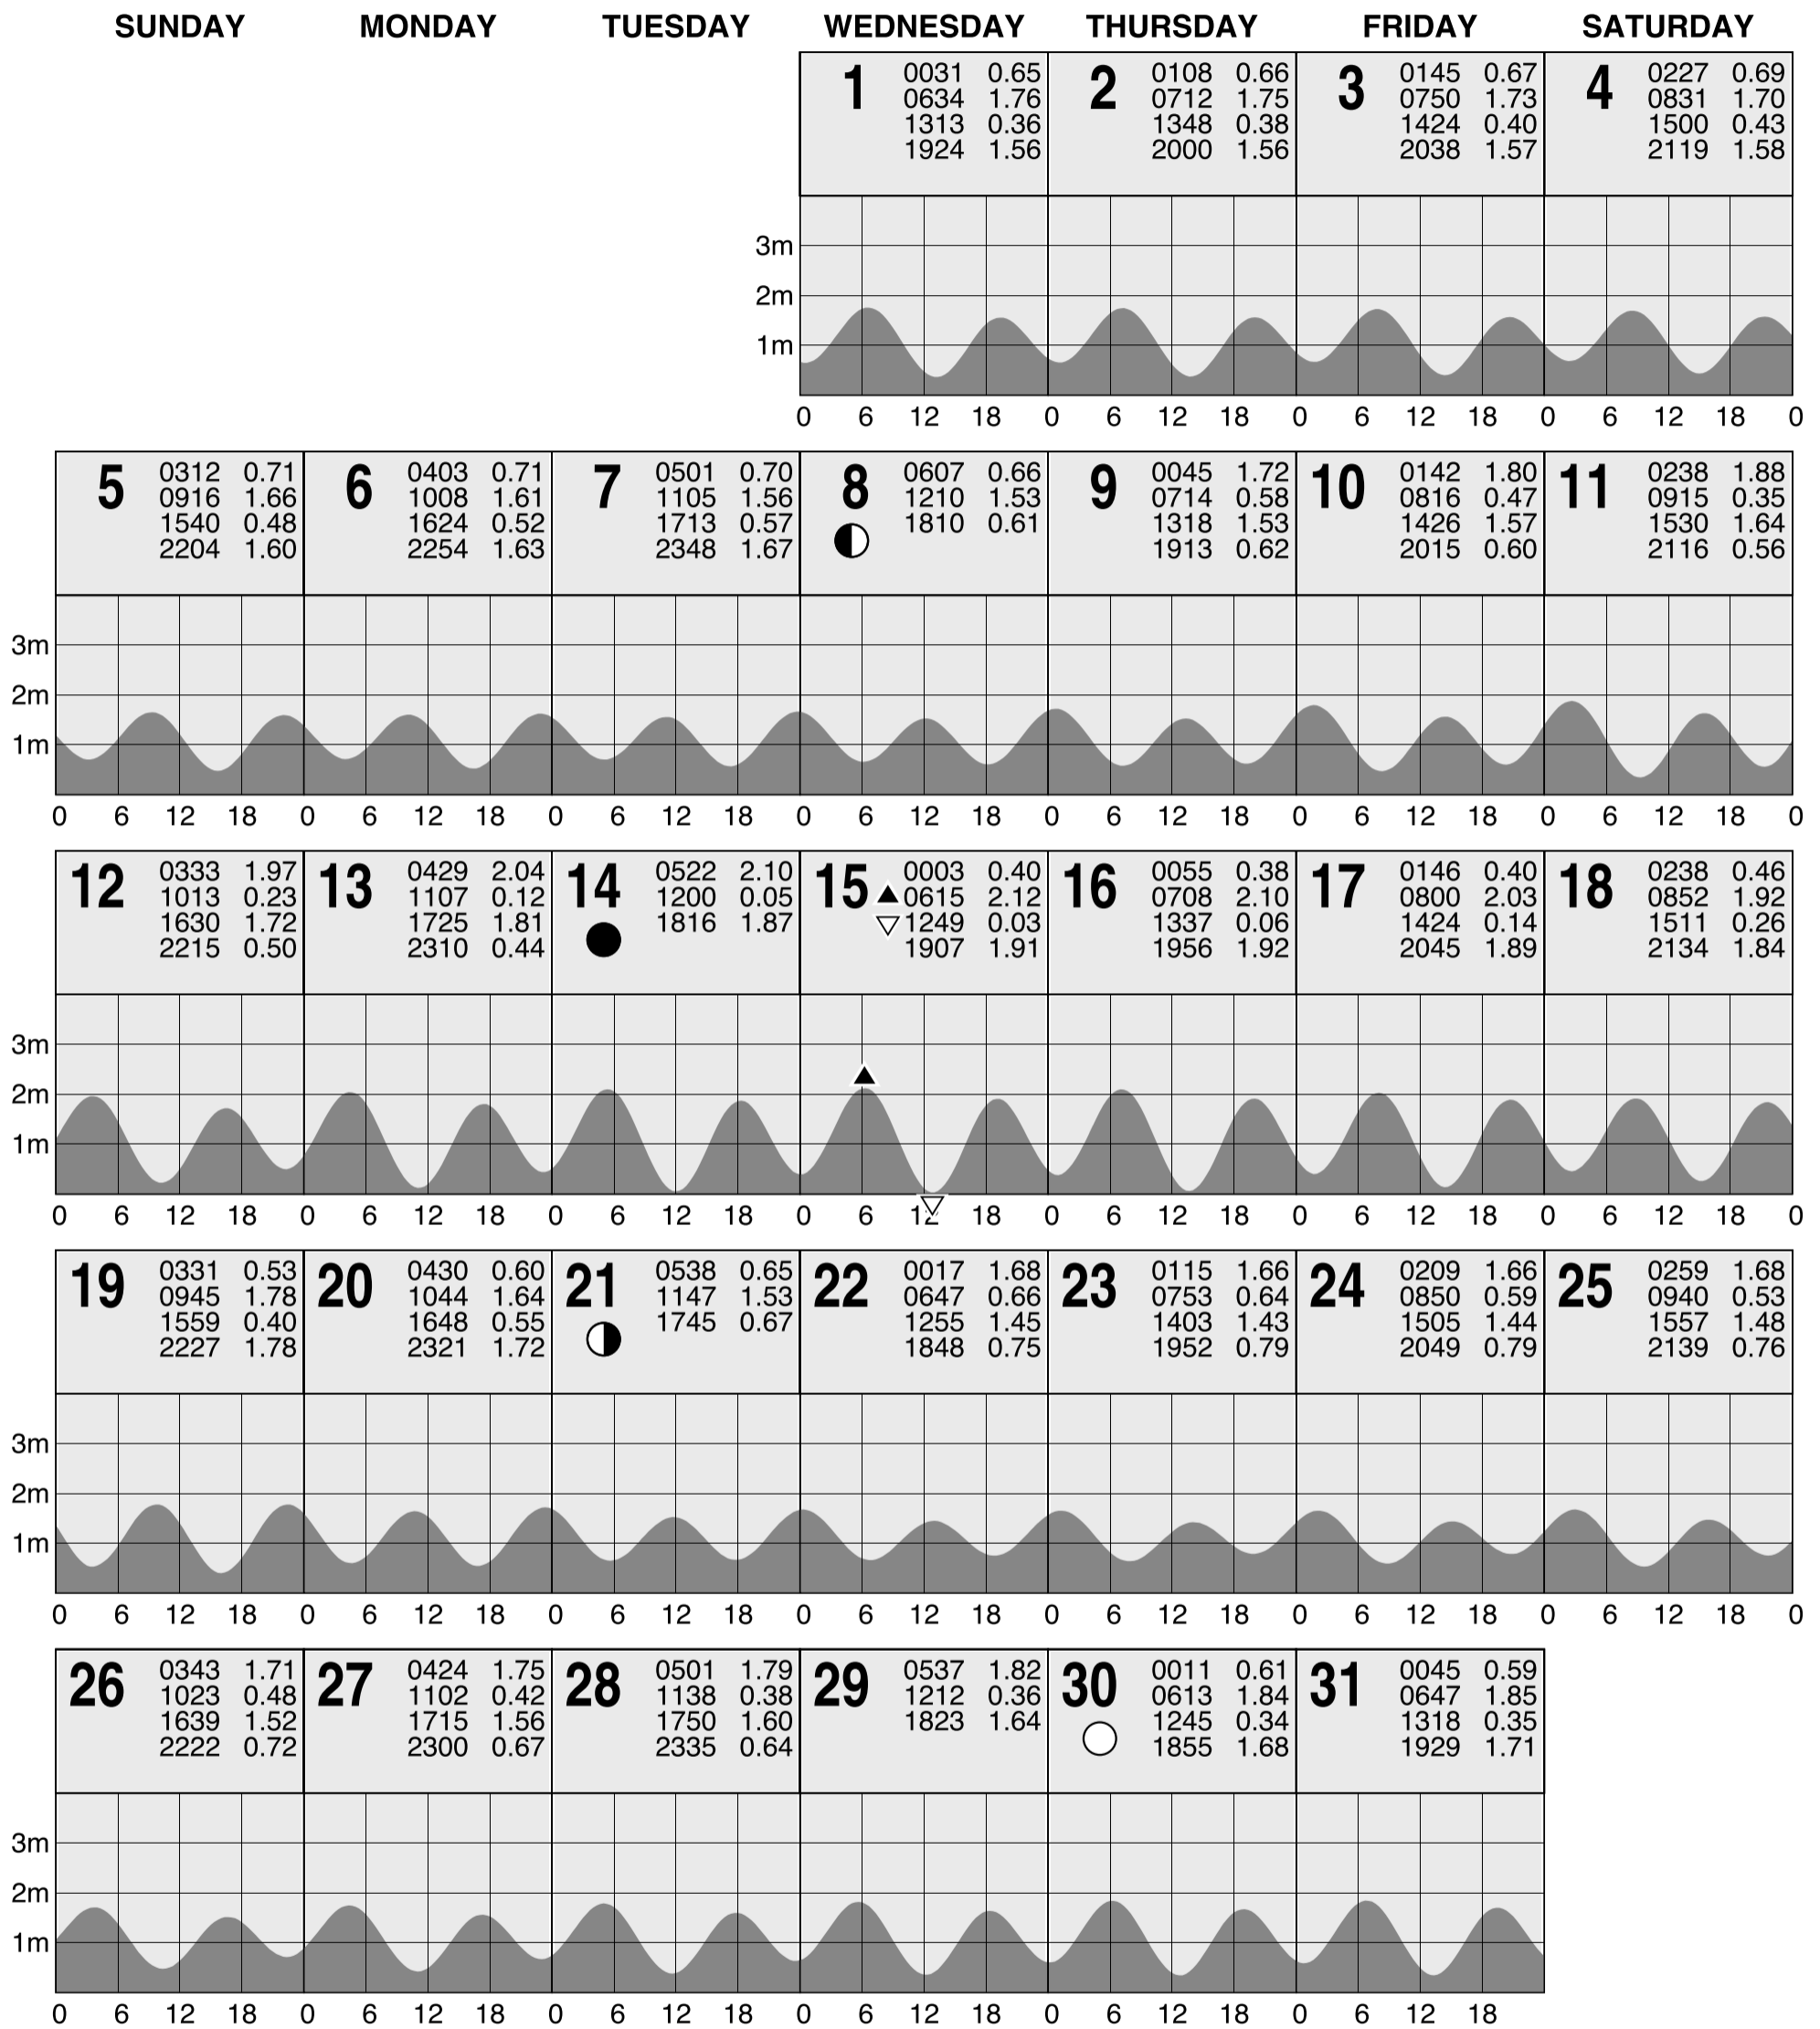 SUNDAY MONDAY TUESDAY WEDNESDAY THURSDAY FRIDAY SATURDAY
1 0031 0.65
0634 1.76
1313 0.36
1924 1.56
2 0108 0.66
0712 1.75
1348 0.38
2000 1.56
3 0145 0.67
0750 1.73
1424 0.40
2038 1.57
4 0227 0.69
0831 1.70
1500 0.43
2119 1.58
3m
2m
1m
0 6 12 18 0 6 12 18 0 6 12 18 0 6 12 18 0
5 0312 0.71
0916 1.66
1540 0.48
2204 1.60
6 0403 0.71
1008 1.61
1624 0.52
2254 1.63
7 0501 0.70
1105 1.56
1713 0.57
2348 1.67
8 0607 0.66
1210 1.53
1810 0.61
9 0045 1.72
0714 0.58
1318 1.53
1913 0.62
10 0142 1.80
0816 0.47
1426 1.57
2015 0.60
11 0238 1.88
0915 0.35
1530 1.64
2116 0.56
3m
2m
1m
0 6 12 18 0 6 12 18 0 6 12 18 0 6 12 18 0 6 12 18 0 6 12 18 0 6 12 18 0
12 0333 1.97
1013 0.23
1630 1.72
2215 0.50
13 0429 2.04
1107 0.12
1725 1.81
2310 0.44
14 0522 2.10
1200 0.05
1816 1.87
15 0003 0.40
0615 2.12
1249 0.03
1907 1.91
16 0055 0.38
0708 2.10
1337 0.06
1956 1.92
17 0146 0.40
0800 2.03
1424 0.14
2045 1.89
18 0238 0.46
0852 1.92
1511 0.26
2134 1.84
3m
2m
1m
0 6 12 18 0 6 12 18 0 6 12 18 0 6 12 18 0 6 12 18 0 6 12 18 0 6 12 18 0
19 0331 0.53
0945 1.78
1559 0.40
2227 1.78
20 0430 0.60
1044 1.64
1648 0.55
2321 1.72
21 0538 0.65
1147 1.53
1745 0.67
22 0017 1.68
0647 0.66
1255 1.45
1848 0.75
23 0115 1.66
0753 0.64
1403 1.43
1952 0.79
24 0209 1.66
0850 0.59
1505 1.44
2049 0.79
25 0259 1.68
0940 0.53
1557 1.48
2139 0.76
3m
2m
1m
0 6 12 18 0 6 12 18 0 6 12 18 0 6 12 18 0 6 12 18 0 6 12 18 0 6 12 18 0
26 0343 1.71
1023 0.48
1639 1.52
2222 0.72
27 0424 1.75
1102 0.42
1715 1.56
2300 0.67
28 0501 1.79
1138 0.38
1750 1.60
2335 0.64
29 0537 1.82
1212 0.36
1823 1.64
30 0011 0.61
0613 1.84
1245 0.34
1855 1.68
31 0045 0.59
0647 1.85
1318 0.35
1929 1.71
3m
2m
1m
0 6 12 18 0 6 12 18 0 6 12 18 0 6 12 18 0 6 12 18 0 6 12 18